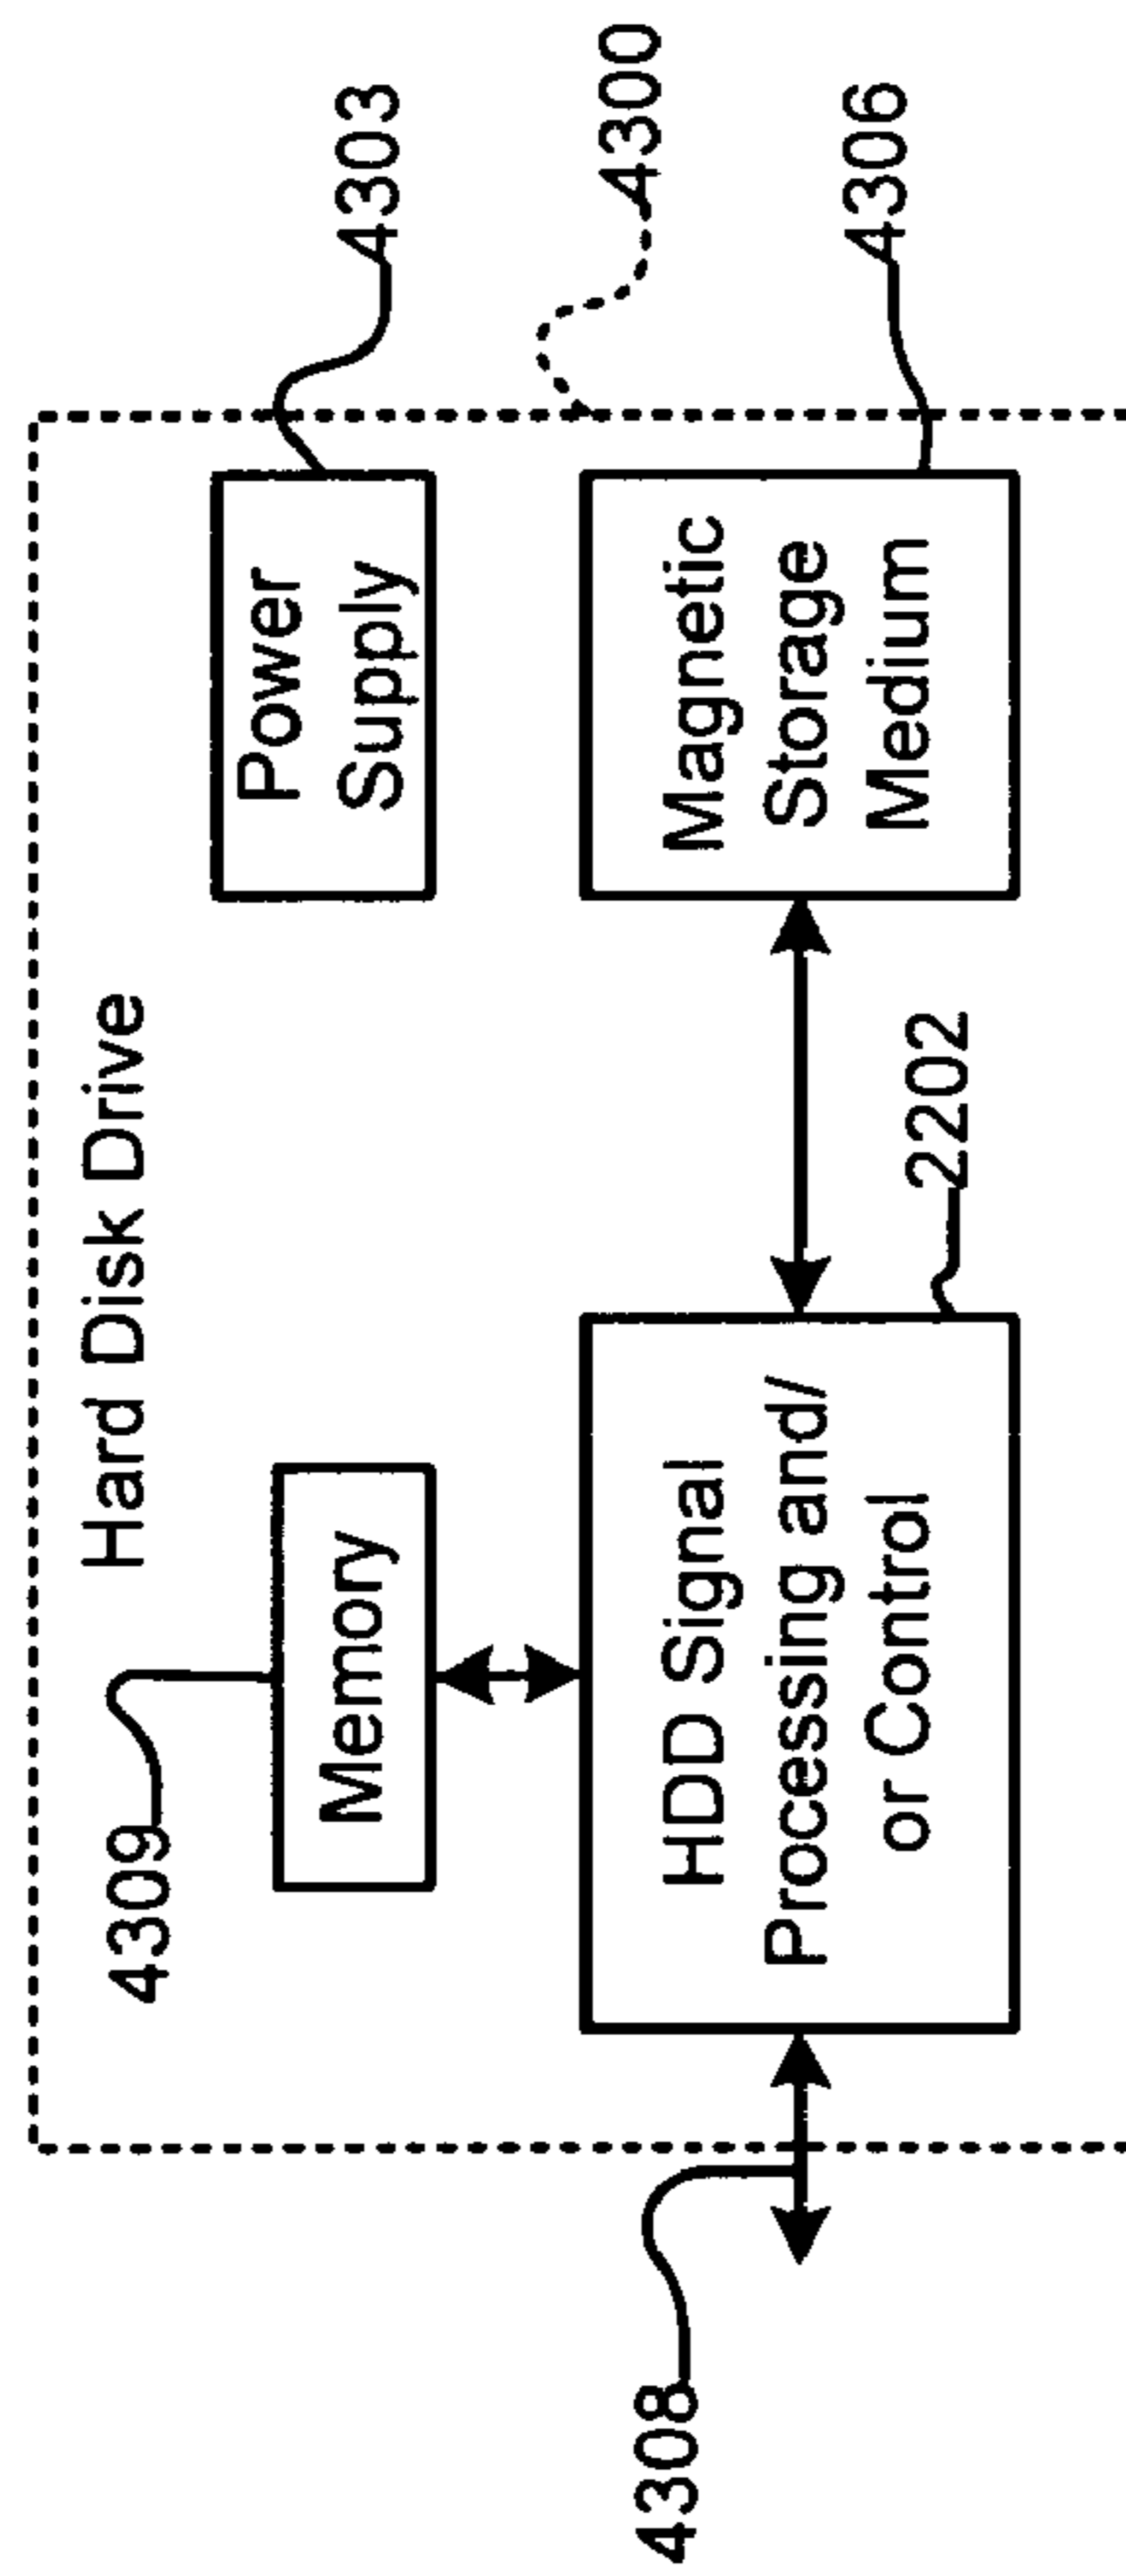 Hard Disk Drive
4309
Memory
Power
Supply
4303
4300
4308
HDD Signal
Processing and/
or Control
2202
Magnetic
Storage
Medium
4306